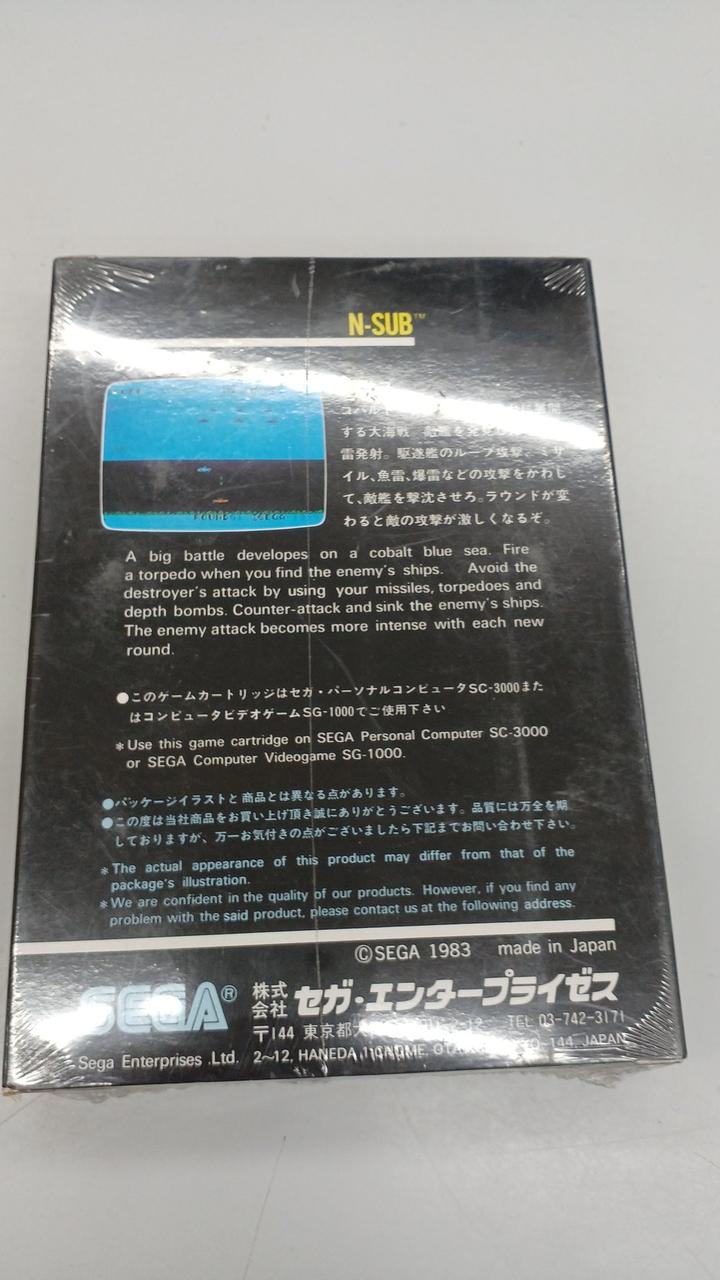 N-SUB™
する大海戦 敵艦を発見
雷発射。駆逐艦のループ攻撃、ミサ
イル、魚雷、爆雷などの攻撃をかわし
て、敵艦を撃沈させろ。ラウンドが変
わると敵の攻撃が激しくなるぞ。
A big battle developes on a cobalt blue sea. Fire
a torpedo when you find the enemy's ships. Avoid the
destroyer's attack by using your missiles, torpedoes and
depth bombs. Counter-attack and sink the enemy's ships.
The enemy attack becomes more intense with each new
round.
●このゲームカートリッジはセガ・パーソナルコンピュータSC-3000また
はコンピュータビデオゲームSG-1000でご使用下さい
*Use this game cartridge on SEGA Personal Computer SC-3000
or SEGA Computer Videogame SG-1000.
●パッケージイラストと商品とは異なる点があります。
●この度は当社商品をお買い上げ頂き誠にありがとうございます。品質には万全を期
しておりますが、万一お気付きの点がございましたら下記までお問い合わせ下さい。
*The actual appearance of this product may differ from that of the
package's illustration.
*We are confident in the quality of our products. However, if you find any
problem with the said product, please contact us at the following address.
©SEGA 1983 made in Japan
SEGA® 株式会社 セガ・エンタープライゼス
〒144 東京都大 TEL 03-742-3171
Sega Enterprises Ltd. 2~12, HANEDA 1-CHOME, 144, JAPAN